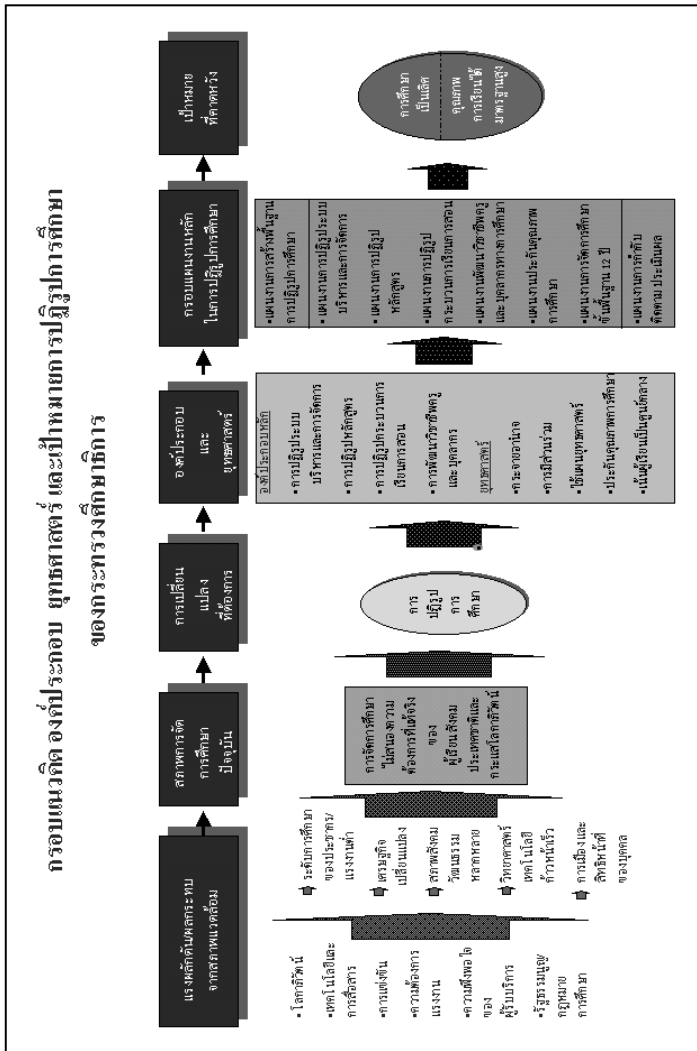 กรอบแนวคิด องค์ประกอบ ยุทธศาสตร์ และเป้าหมายการปฏิรูปการศึกษา
ของกระทรวงศึกษาธิการ
แรงผลักดัน/ผลกระทบ
จากสภาพแวดล้อม
สภาพการจัด
การศึกษา
ปัจจุบัน
การเปลี่ยน
แปลง
ที่ต้องการ
องค์ประกอบ
และ
ยุทธศาสตร์
กรอบแผนงานหลัก
ในการปฏิรูปการศึกษา
เป้าหมาย
ที่คาดหวัง
• โลกาภิวัตน์
•เทคโนโลยีและ
การสื่อสาร
• การแข่งขัน
•ความต้องการ
แรงงาน
•ความพึงพอใจ
ของ
ผู้รับบริการ
•รัฐธรรมนูญ/
กฎหมาย
การศึกษา
ระดับการศึกษา
ของประชากร/
แรงงานต่ำ
เศรษฐกิจ
เปลี่ยนแปลง
สภาพสังคม
วัฒนธรรม
หลากหลาย
วิทยาศาสตร์
เทคโนโลยี
ก้าวหน้าเร็ว
การเมืองและ
สิทธิหน้าที่
ของบุคคล
การจัดการศึกษา
ไม่สนองความ
ต้องการที่แท้จริง
ของ
ผู้เรียนสังคม
ประเทศชาติและ
กระแสโลกาภิวัตน์
การ
ปฏิรูป
การ
ศึกษา
องค์ประกอบหลัก
• การปฏิรูประบบ
บริหารและการจัดการ
• การปฏิรูปหลักสูตร
• การปฏิรูปกระบวนการ
เรียนการสอน
• การพัฒนาวิชาชีพครู
และบุคลากร
ยุทธศาสตร์
•กระจายอำนาจ
•การมีส่วนร่วม
•ใช้แผนยุทธศาสตร์
•ประกันคุณภาพการศึกษา
•เน้นผู้เรียนเป็นศูนย์กลาง
•แผนงานการสร้างพื้นฐาน
การปฏิรูปการศึกษา
•แผนงานการปฏิรูประบบ
บริหารและการจัดการ
•แผนงานการปฏิรูป
หลักสูตร
•แผนงานการปฏิรูป
กระบวนการเรียนการสอน
•แผนงานพัฒนาวิชาชีพครู
และบุคลากรทางการศึกษา
•แผนงานประกันคุณภาพ
การศึกษา
•แผนงานการจัดการศึกษา
ขั้นพื้นฐาน 12 ปี
•แผนงานการกำกับ
ติดตาม ประเมินผล
การศึกษา
เป็นเลิศ
คุณภาพ
การเรียนได้
มาตรฐานสูง